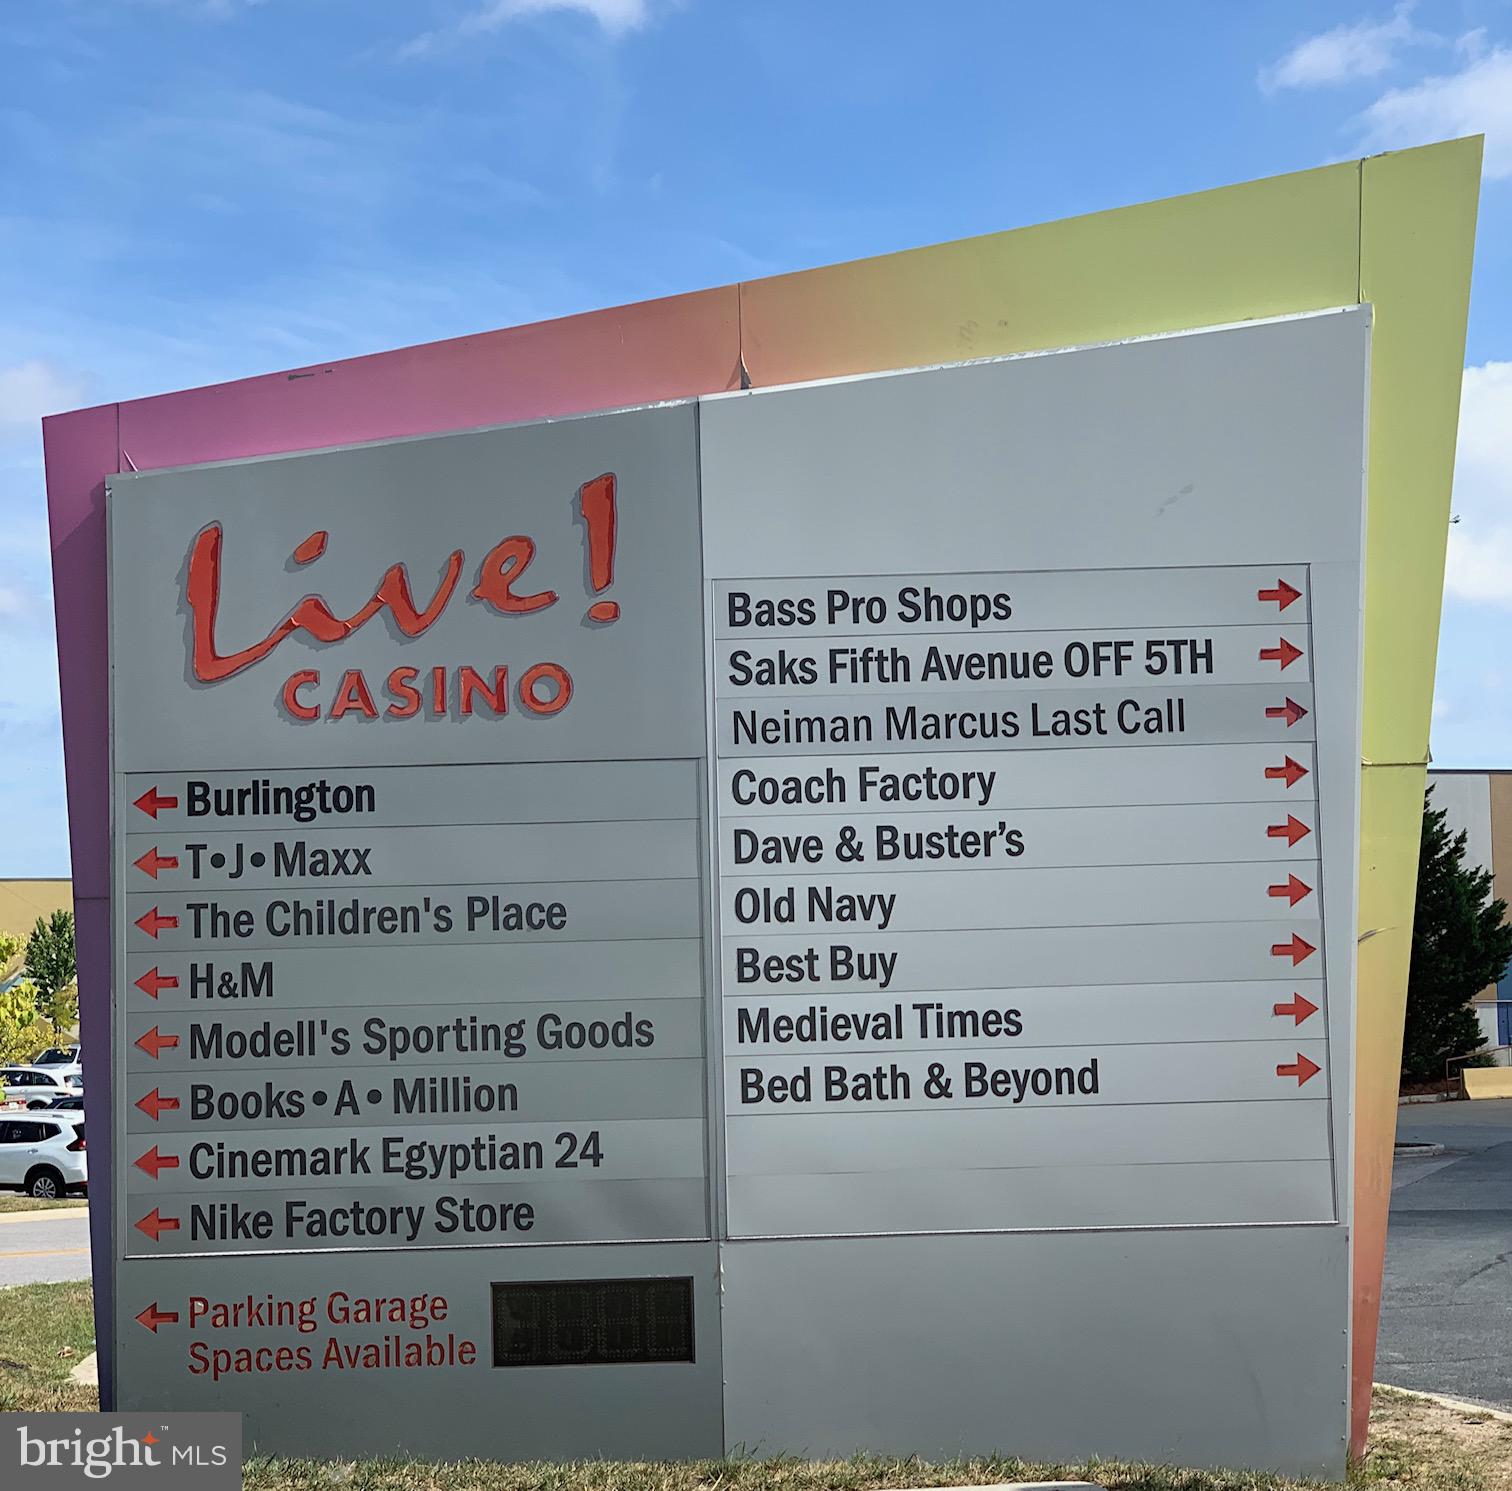 Live!
CASINO
Burlington
T•J•Maxx
The Children's Place
H&M
Modell's Sporting Goods
Books•A•Million
Cinemark Egyptian 24
Nike Factory Store
Parking Garage
Spaces Available
Bass Pro Shops
Saks Fifth Avenue OFF 5TH
Neiman Marcus Last Call
Coach Factory
Dave & Buster’s
Old Navy
Best Buy
Medieval Times
Bed Bath & Beyond
bright™ MLS